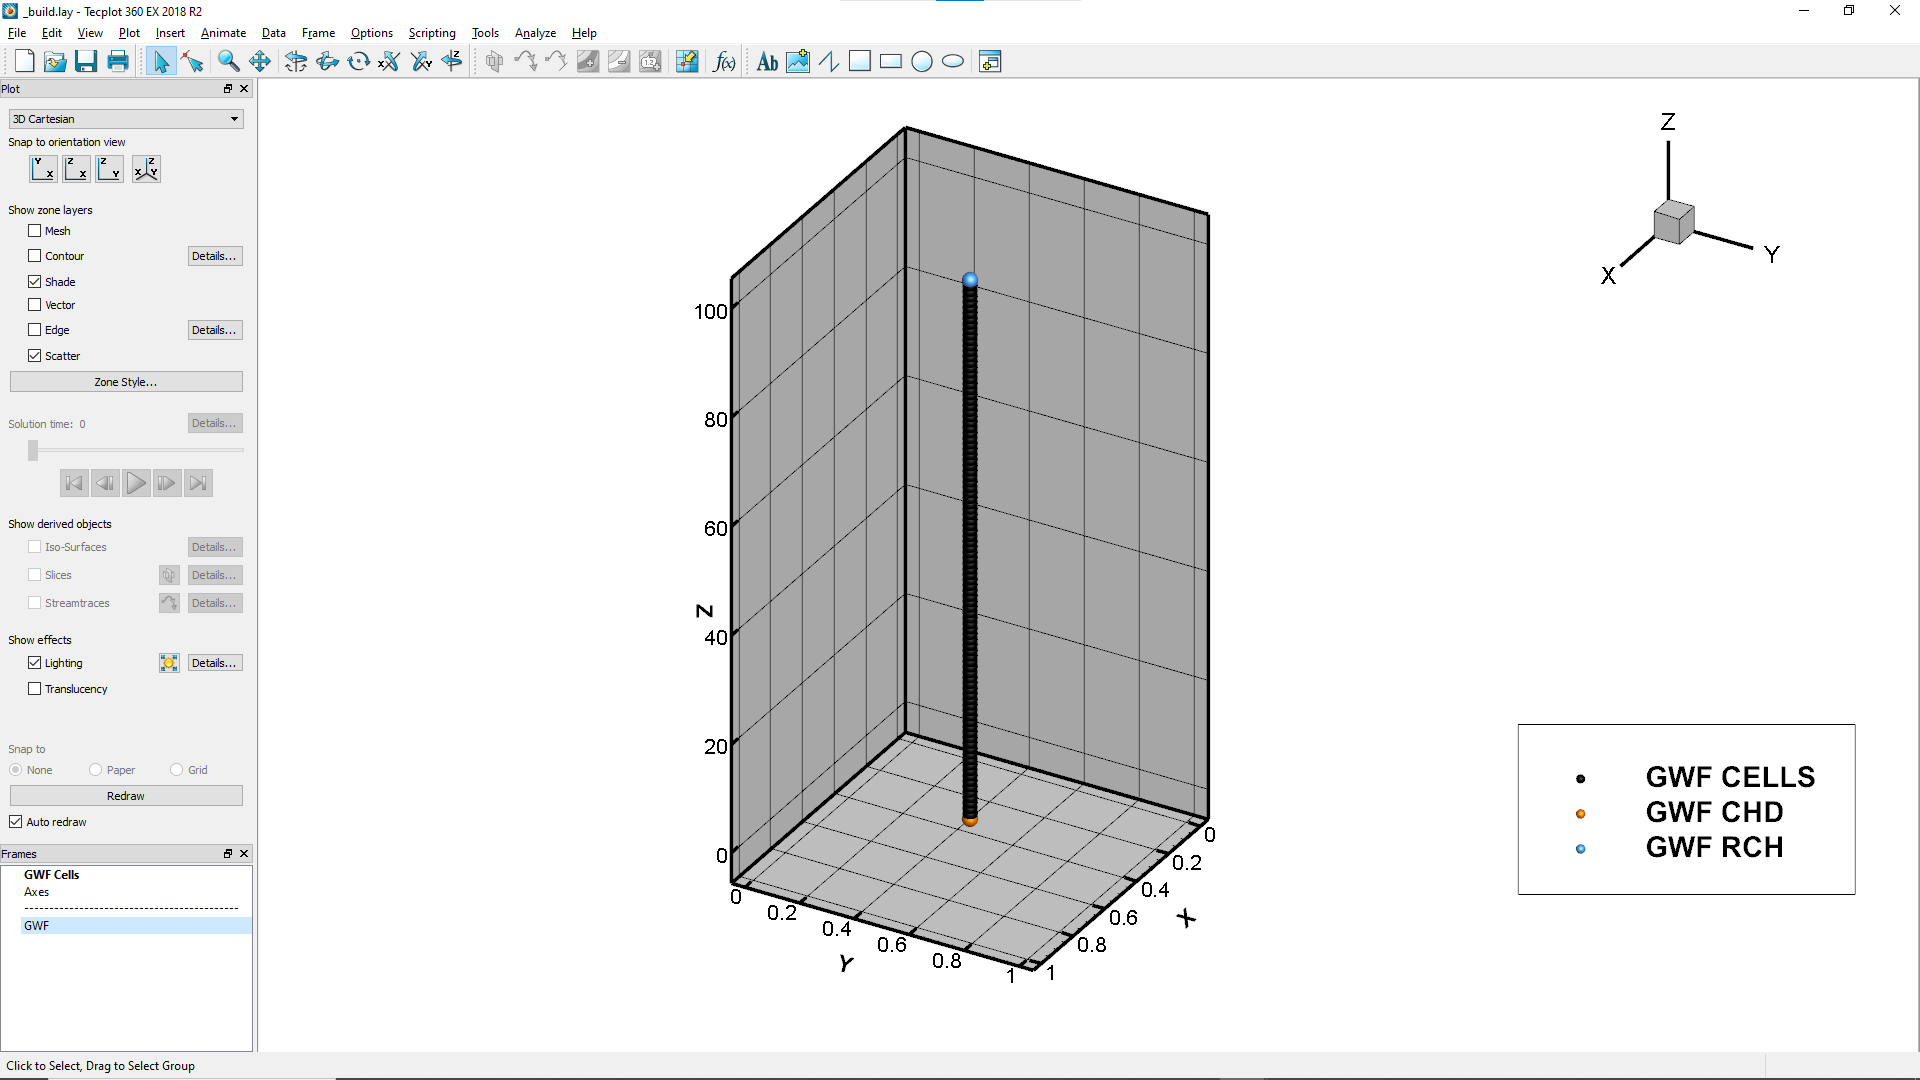 _build.lay - Tecplot 360 EX 2018 R2
File Edit View Plot Insert Animate Data Frame Options Scripting Tools Analyze Help
Ab
f(x)
Plot
3D Cartesian
Snap to orientation view
Y X Z X Z Y X Z Y
Show zone layers
Mesh
Contour Details...
Shade
Vector
Edge Details...
Scatter
Zone Style...
Solution time: 0 Details...
Show derived objects
Iso-Surfaces Details...
Slices Details...
Streamtraces Details...
Show effects
Lighting Details...
Translucency
Snap to
None Paper Grid
Redraw
Auto redraw
Frames
GWF Cells
Axes
GWF
Click to Select, Drag to Select Group
Z
100
80
60
40
20
0
0 0.2 0.4 0.6 0.8 1
Y
0 0.2 0.4 0.6 0.8 1
X
Z
X
Y
GWF CELLS
GWF CHD
GWF RCH